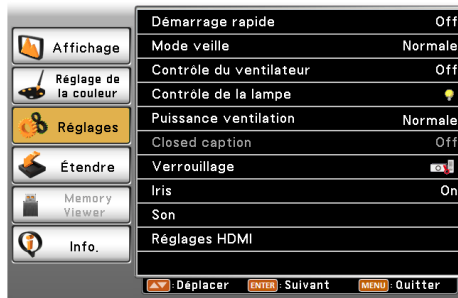 Affichage
Réglage de
la couleur
Réglages
Étendre
Memory
Viewer
Info.
Démarrage rapide Off
Mode veille Normale
Contrôle du ventilateur Off
Contrôle de la lampe
Puissance ventilation Normale
Closed caption Off
Verrouillage
Iris On
Son
Réglages HDMI
:Déplacer ENTER :Suivant MENU :Quitter